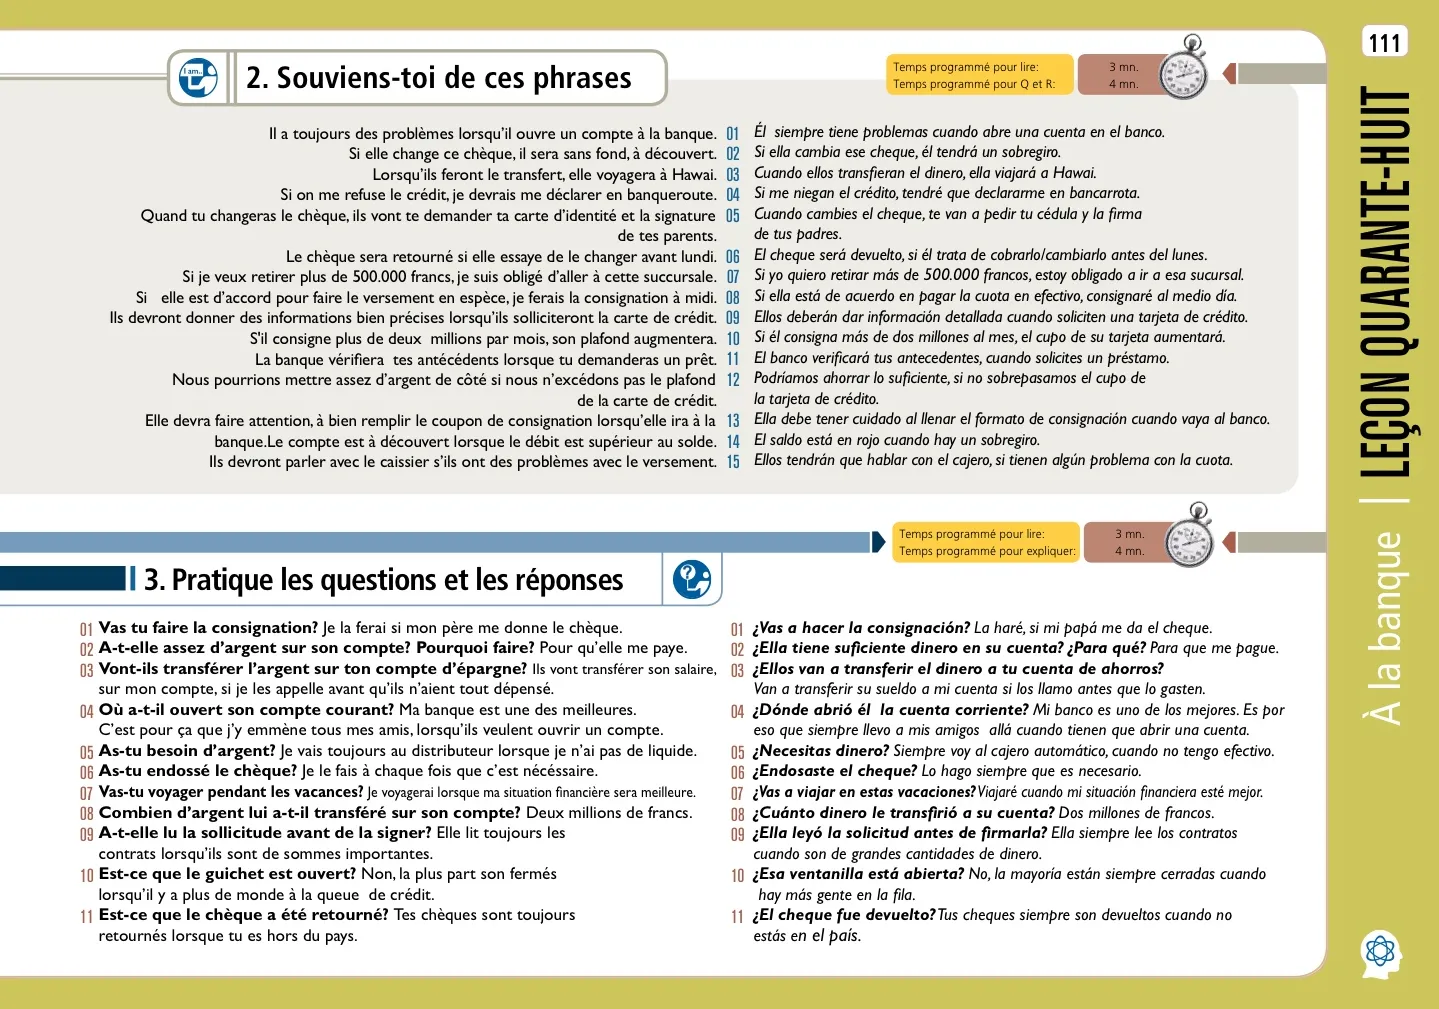 111
LEÇON QUARANTE-HUIT
À la banque
I am...
2. Souviens-toi de ces phrases
Temps programmé pour lire: 3 mn.
Temps programmé pour Q et R: 4 mn.
Il a toujours des problèmes lorsqu'il ouvre un compte à la banque. 01 Él siempre tiene problemas cuando abre una cuenta en el banco.
Si elle change ce chèque, il sera sans fond, à découvert. 02 Si ella cambia ese cheque, él tendrá un sobregiro.
Lorsqu'ils feront le transfert, elle voyagera à Hawai. 03 Cuando ellos transfieran el dinero, ella viajará a Hawai.
Si on me refuse le crédit, je devrais me déclarer en banqueroute. 04 Si me niegan el crédito, tendré que declararme en bancarrota.
Quand tu changeras le chèque, ils vont te demander ta carte d'identité et la signature 05 Cuando cambies el cheque, te van a pedir tu cédula y la firma
de tes parents. de tus padres.
Le chèque sera retourné si elle essaye de le changer avant lundi. 06 El cheque será devuelto, si él trata de cobrarlo/cambiarlo antes del lunes.
Si je veux retirer plus de 500.000 francs, je suis obligé d'aller à cette succursale. 07 Si yo quiero retirar más de 500.000 francos, estoy obligado a ir a esa sucursal.
Si elle est d'accord pour faire le versement en espèce, je ferais la consignation à midi. 08 Si ella está de acuerdo en pagar la cuota en efectivo, consignaré al medio día.
Ils devront donner des informations bien précises lorsqu'ils solliciteront la carte de crédit. 09 Ellos deberán dar información detallada cuando soliciten una tarjeta de crédito.
S'il consigne plus de deux millions par mois, son plafond augmentera. 10 Si él consigna más de dos millones al mes, el cupo de su tarjeta aumentará.
La banque vérifiera tes antécédents lorsque tu demanderas un prêt. 11 El banco verificará tus antecedentes, cuando solicites un préstamo.
Nous pourrions mettre assez d'argent de côté si nous n'excédons pas le plafond 12 Podríamos ahorrar lo suficiente, si no sobrepasamos el cupo de
de la carte de crédit. la tarjeta de crédito.
Elle devra faire attention, à bien remplir le coupon de consignation lorsqu'elle ira à la 13 Ella debe tener cuidado al llenar el formato de consignación cuando vaya al banco.
banque.Le compte est à découvert lorsque le débit est supérieur au solde. 14 El saldo está en rojo cuando hay un sobregiro.
Ils devront parler avec le caissier s'ils ont des problèmes avec le versement. 15 Ellos tendrán que hablar con el cajero, si tienen algún problema con la cuota.
Temps programmé pour lire: 3 mn.
Temps programmé pour expliquer: 4 mn.
3. Pratique les questions et les réponses
?
01 Vas tu faire la consignation? Je la ferai si mon père me donne le chèque.
02 A-t-elle assez d'argent sur son compte? Pourquoi faire? Pour qu'elle me paye.
03 Vont-ils transférer l'argent sur ton compte d'épargne? Ils vont transférer son salaire,
sur mon compte, si je les appelle avant qu'ils n'aient tout dépensé.
04 Où a-t-il ouvert son compte courant? Ma banque est une des meilleures.
C'est pour ça que j'y emmène tous mes amis, lorsqu'ils veulent ouvrir un compte.
05 As-tu besoin d'argent? Je vais toujours au distributeur lorsque je n'ai pas de liquide.
06 As-tu endossé le chèque? Je le fais à chaque fois que c'est nécéssaire.
07 Vas-tu voyager pendant les vacances? Je voyagerai lorsque ma situation financière sera meilleure.
08 Combien d'argent lui a-t-il transféré sur son compte? Deux millions de francs.
09 A-t-elle lu la sollicitude avant de la signer? Elle lit toujours les
contrats lorsqu'ils sont de sommes importantes.
10 Est-ce que le guichet est ouvert? Non, la plus part son fermés
lorsqu'il y a plus de monde à la queue de crédit.
11 Est-ce que le chèque a été retourné? Tes chèques sont toujours
retournés lorsque tu es hors du pays.
01 ¿Vas a hacer la consignación? La haré, si mi papá me da el cheque.
02 ¿Ella tiene suficiente dinero en su cuenta? ¿Para qué? Para que me pague.
03 ¿Ellos van a transferir el dinero a tu cuenta de ahorros?
Van a transferir su sueldo a mi cuenta si los llamo antes que lo gasten.
04 ¿Dónde abrió él la cuenta corriente? Mi banco es uno de los mejores. Es por
eso que siempre llevo a mis amigos allá cuando tienen que abrir una cuenta.
05 ¿Necesitas dinero? Siempre voy al cajero automático, cuando no tengo efectivo.
06 ¿Endosaste el cheque? Lo hago siempre que es necesario.
07 ¿Vas a viajar en estas vacaciones? Viajaré cuando mi situación financiera esté mejor.
08 ¿Cuánto dinero le transfirió a su cuenta? Dos millones de francos.
09 ¿Ella leyó la solicitud antes de firmarla? Ella siempre lee los contratos
cuando son de grandes cantidades de dinero.
10 ¿Esa ventanilla está abierta? No, la mayoría están siempre cerradas cuando
hay más gente en la fila.
11 ¿El cheque fue devuelto? Tus cheques siempre son devueltos cuando no
estás en el país.